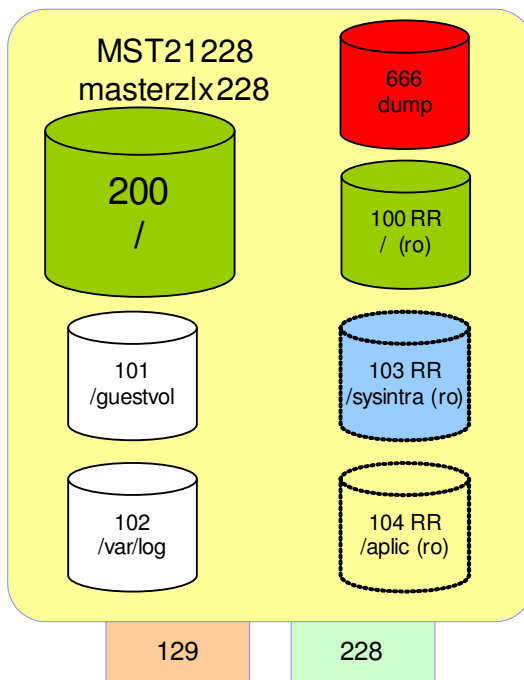 MST21228
masterzlx228
666
dump
200
/
100 RR
/ (ro)
101
/guestvol
103 RR
/sysintra (ro)
102
/var/log
104 RR
/aplic (ro)
129
228